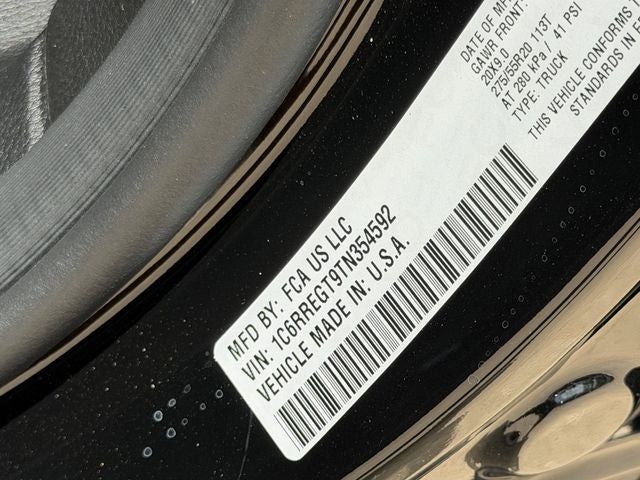 MFD BY: FCA US LLC
VIN: 1C6RREGT9TN354592
VEHICLE MADE IN: U.S.A.
DATE OF MF
GAWR FRONT:
20X9.0
275/55R20 113T
AT 280 kPa / 41 PSI
TYPE: TRUCK
THIS VEHICLE CONFORMS
STANDARDS IN